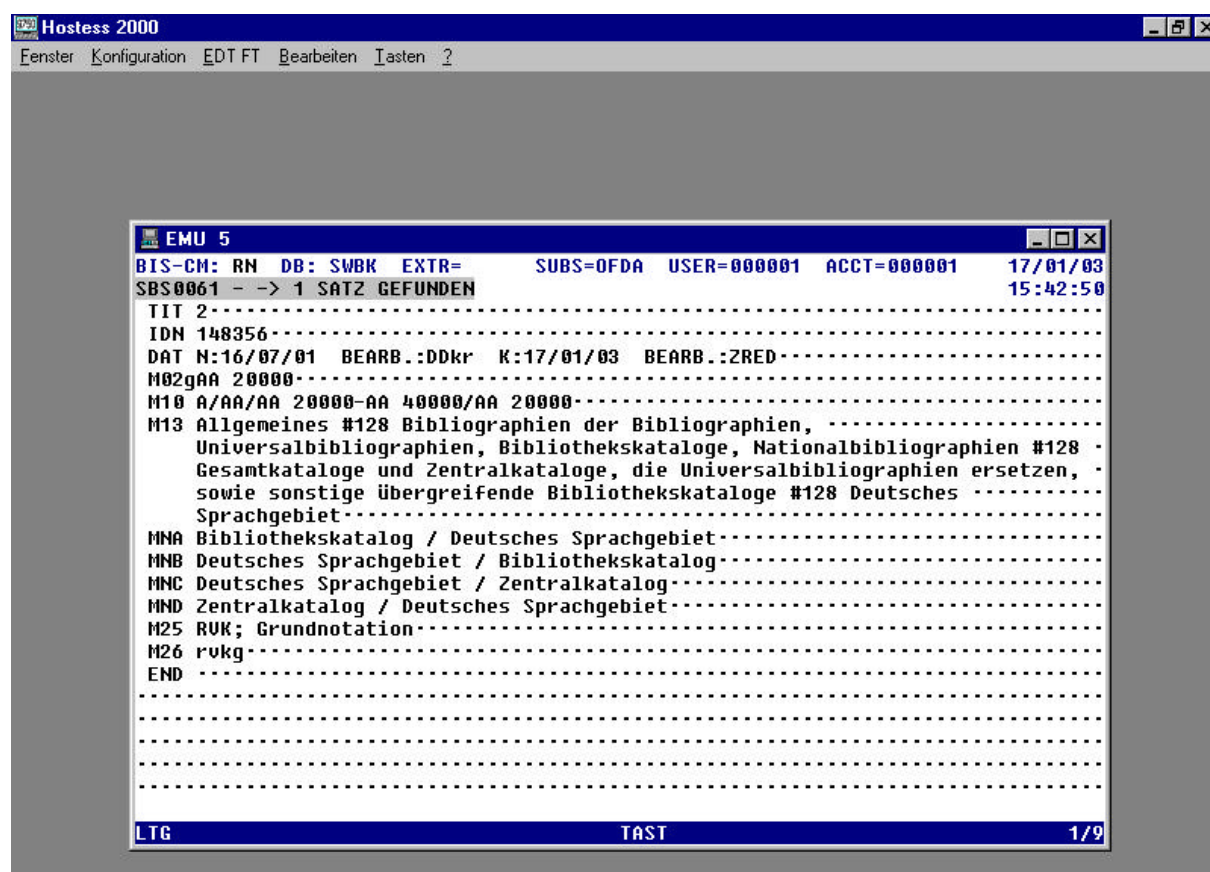 Hostess 2000
Fenster Konfiguration EDT FT Bearbeiten Tasten ?
EMU 5
BIS-CM: RN DB: SWBK EXTR= SUBS=OFDA USER=000001 ACCT=000001 17/01/03
SBS0061 - -> 1 SATZ GEFUNDEN 15:42:50
TIT 2
IDN 148356
DAT N:16/07/01 BEARB.:DDkr K:17/01/03 BEARB.:ZRED
M02gAA 20000
M10 A/AA/AA 20000-AA 40000/AA 20000
M13 Allgemeines #128 Bibliographien der Bibliographien,
Universalbibliographien, Bibliothekskataloge, Nationalbibliographien #128
Gesamtkataloge und Zentralkataloge, die Universalbibliographien ersetzen,
sowie sonstige übergreifende Bibliothekskataloge #128 Deutsches
Sprachgebiet
MNA Bibliothekskatalog / Deutsches Sprachgebiet
MNB Deutsches Sprachgebiet / Bibliothekskatalog
MNC Deutsches Sprachgebiet / Zentralkatalog
MND Zentralkatalog / Deutsches Sprachgebiet
M25 RVK; Grundnotation
M26 rvkg
END
LTG TAST 1/9